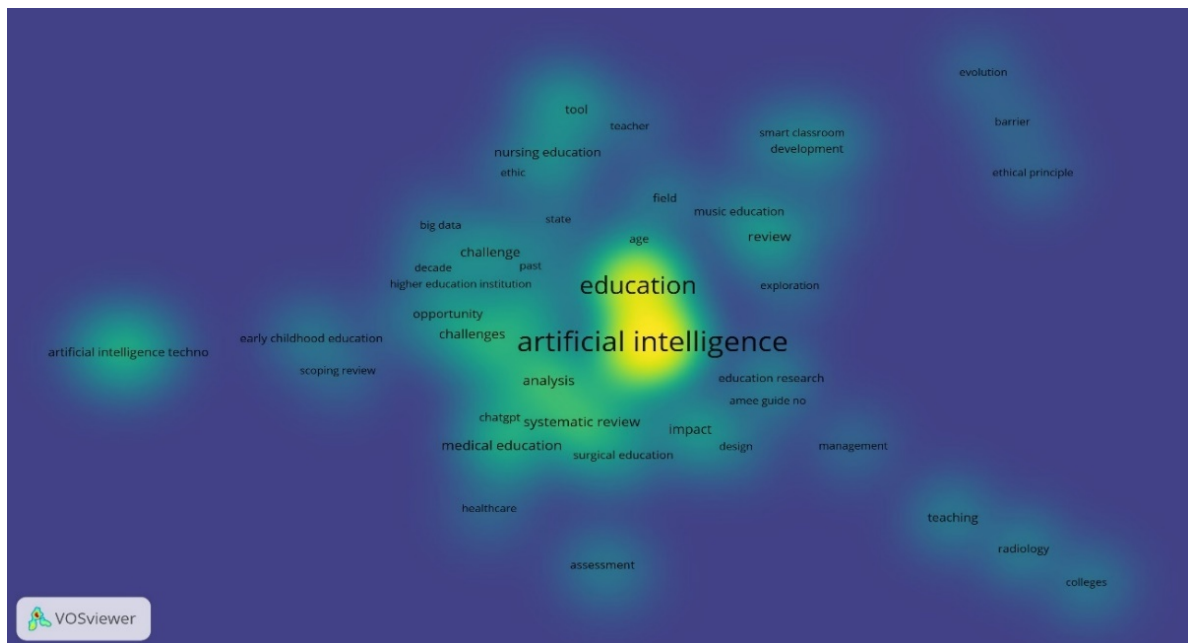 evolution
tool
barrier
teacher
smart classroom
development
nursing education
ethic
ethical principle
field
music education
state
big data
review
age
challenge
decade
past
higher education institution
education
exploration
opportunity
challenges
early childhood education
artificial intelligence
artificial intelligence techno
scoping review
analysis
education research
amee guide no
chatgpt
systematic review
impact
medical education
design
management
surgical education
healthcare
teaching
radiology
assessment
colleges
VOSviewer